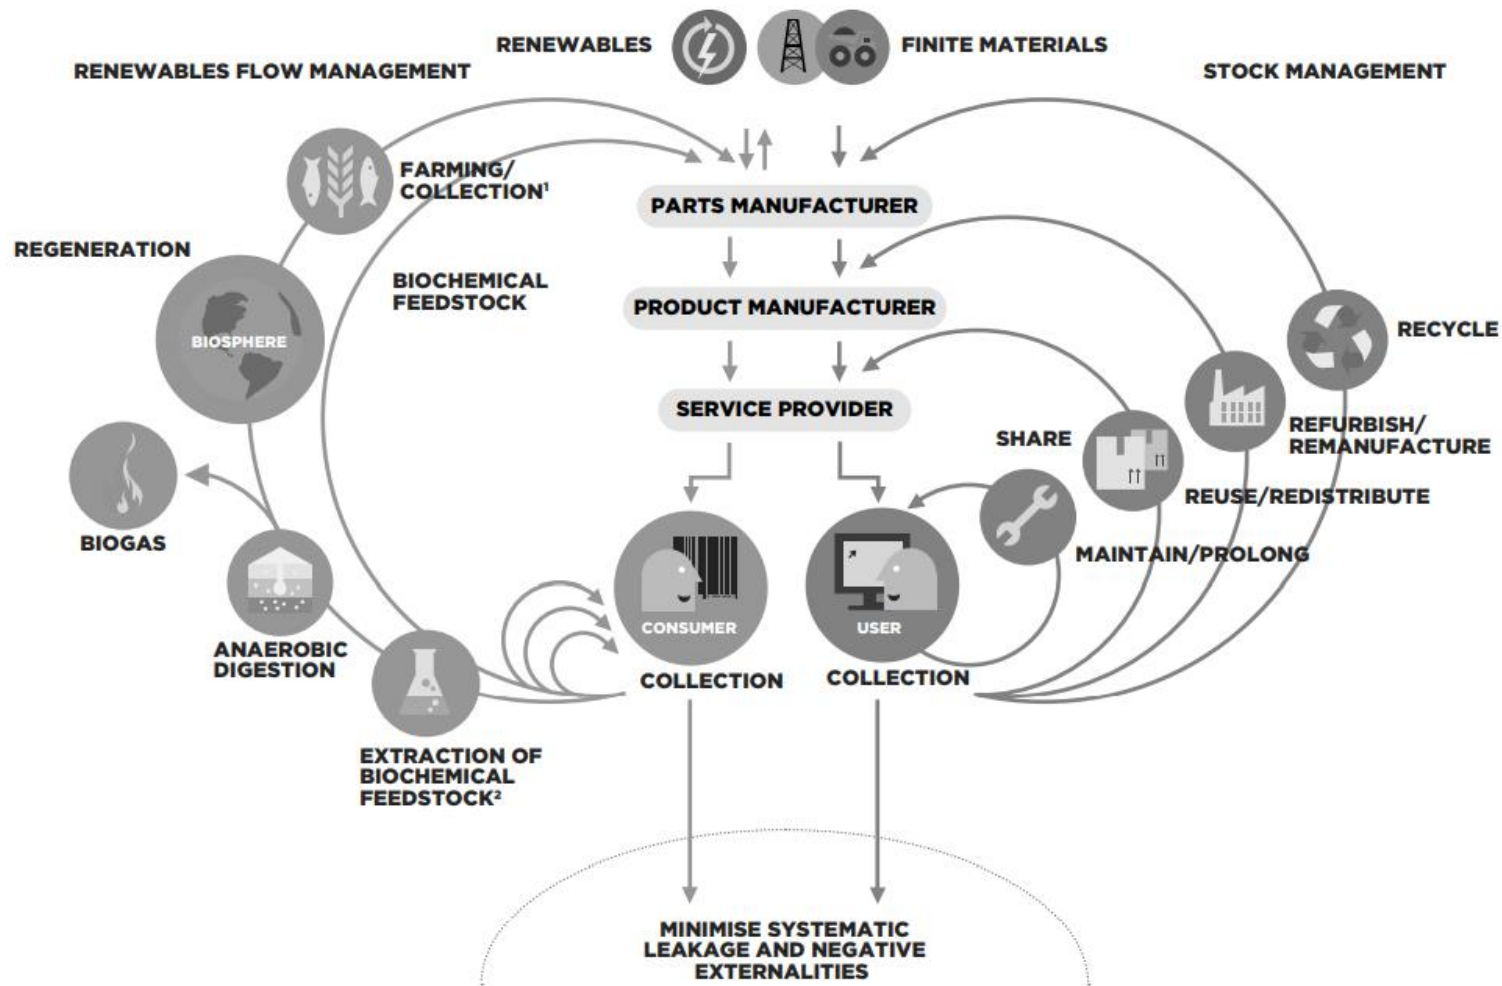 RENEWABLES
FINITE MATERIALS
RENEWABLES FLOW MANAGEMENT
STOCK MANAGEMENT
FARMING/
COLLECTION¹
PARTS MANUFACTURER
REGENERATION
BIOCHEMICAL
FEEDSTOCK
PRODUCT MANUFACTURER
BIOSPHERE
RECYCLE
SERVICE PROVIDER
SHARE
REFURBISH/
REMANUFACTURE
REUSE/REDISTRIBUTE
BIOGAS
MAINTAIN/PROLONG
CONSUMER
USER
ANAEROBIC
DIGESTION
COLLECTION
COLLECTION
EXTRACTION OF
BIOCHEMICAL
FEEDSTOCK²
MINIMISE SYSTEMATIC
LEAKAGE AND NEGATIVE
EXTERNALITIES